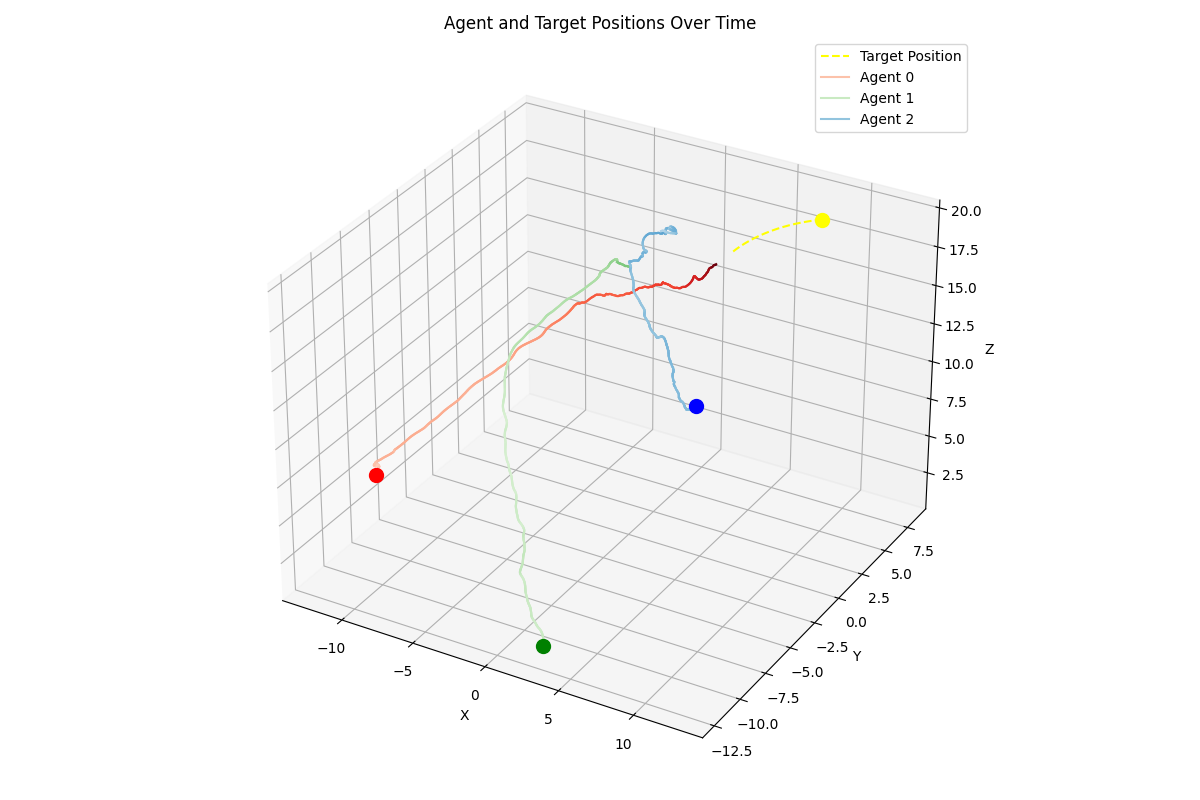 Agent and Target Positions Over Time
Target Position
Agent 0
Agent 1
Agent 2
20.0
17.5
15.0
12.5
10.0
7.5
5.0
2.5
Z
7.5
5.0
2.5
0.0
−2.5
−5.0
−7.5
−10.0
−12.5
Y
−10
−5
0
5
10
X